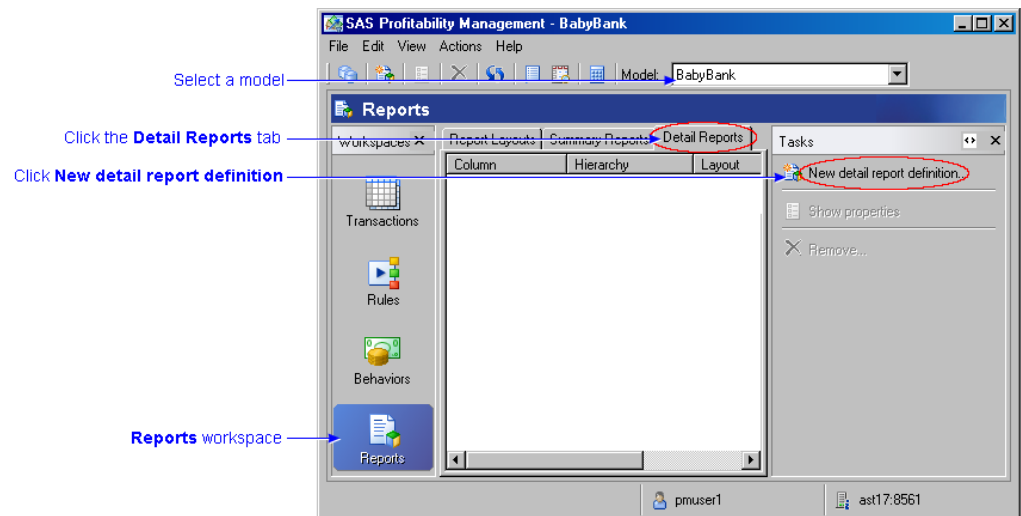 SAS Profitability Management - BabyBank
File Edit View Actions Help
Select a model
Model: BabyBank
Reports
Click the Detail Reports tab
Workspaces
Report Layouts Summary Reports Detail Reports
Tasks
Column Hierarchy Layout
Click New detail report definition
New detail report definition...
Transactions
Show properties
Remove...
Rules
Behaviors
Reports workspace
Reports
pmuser1
ast17:8561